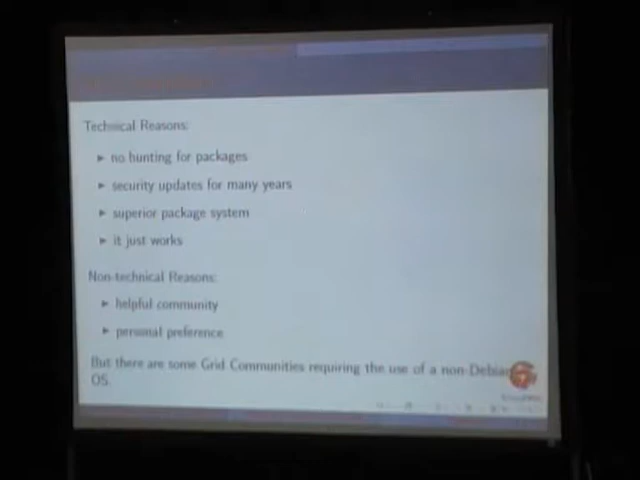 Technical Reasons:
► no hunting for packages
► security updates for many years
► superior package system
► it just works
Non-technical Reasons:
► helpful community
► personal preference
But there are some Grid Communities requiring the use of a non-Debian
OS